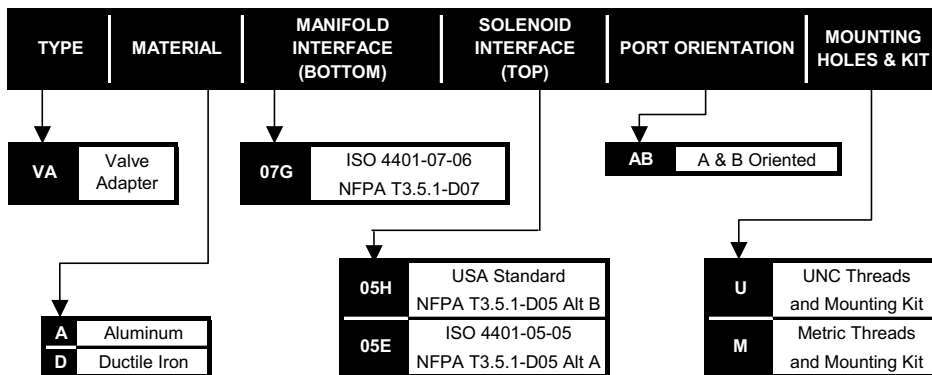 TYPE
MATERIAL
MANIFOLD
INTERFACE
(BOTTOM)
SOLENOID
INTERFACE
(TOP)
PORT ORIENTATION
MOUNTING
HOLES & KIT
VA
Valve
Adapter
07G
ISO 4401-07-06
NFPA T3.5.1-D07
AB
A & B Oriented
A
Aluminum
D
Ductile Iron
05H
USA Standard
NFPA T3.5.1-D05 Alt B
05E
ISO 4401-05-05
NFPA T3.5.1-D05 Alt A
U
UNC Threads
and Mounting Kit
M
Metric Threads
and Mounting Kit